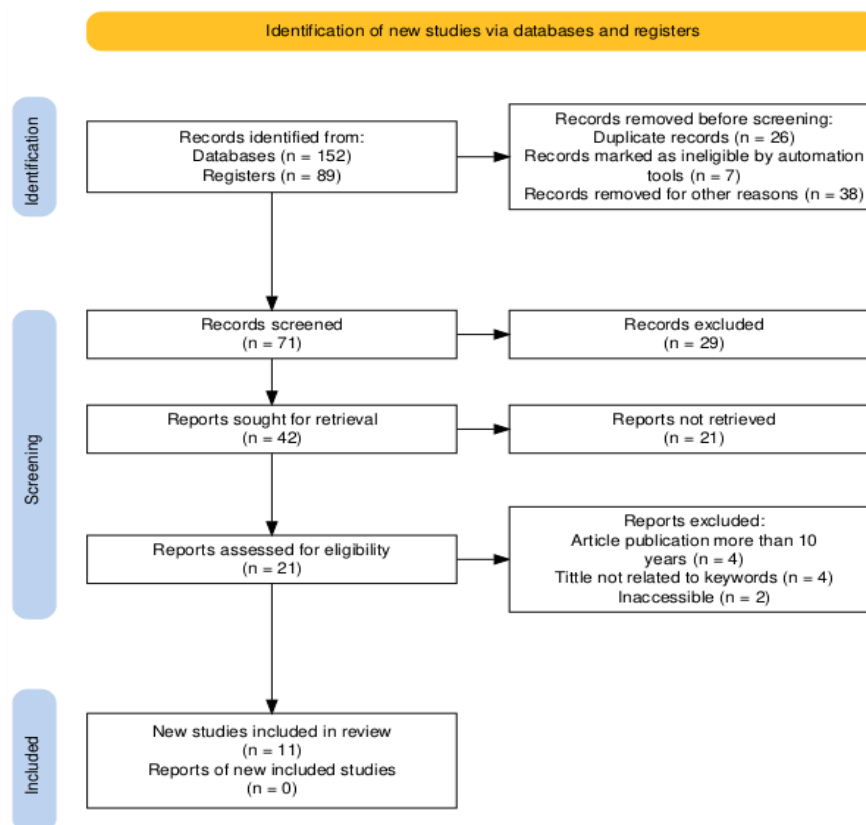 Identification of new studies via databases and registers
Identification
Records identified from:
Databases (n = 152)
Registers (n = 89)
Records removed before screening:
Duplicate records (n = 26)
Records marked as ineligible by automation
tools (n = 7)
Records removed for other reasons (n = 38)
Screening
Records screened
(n = 71)
Records excluded
(n = 29)
Reports sought for retrieval
(n = 42)
Reports not retrieved
(n = 21)
Reports assessed for eligibility
(n = 21)
Reports excluded:
Article publication more than 10
years (n = 4)
Tittle not related to keywords (n = 4)
Inaccessible (n = 2)
Included
New studies included in review
(n = 11)
Reports of new included studies
(n = 0)